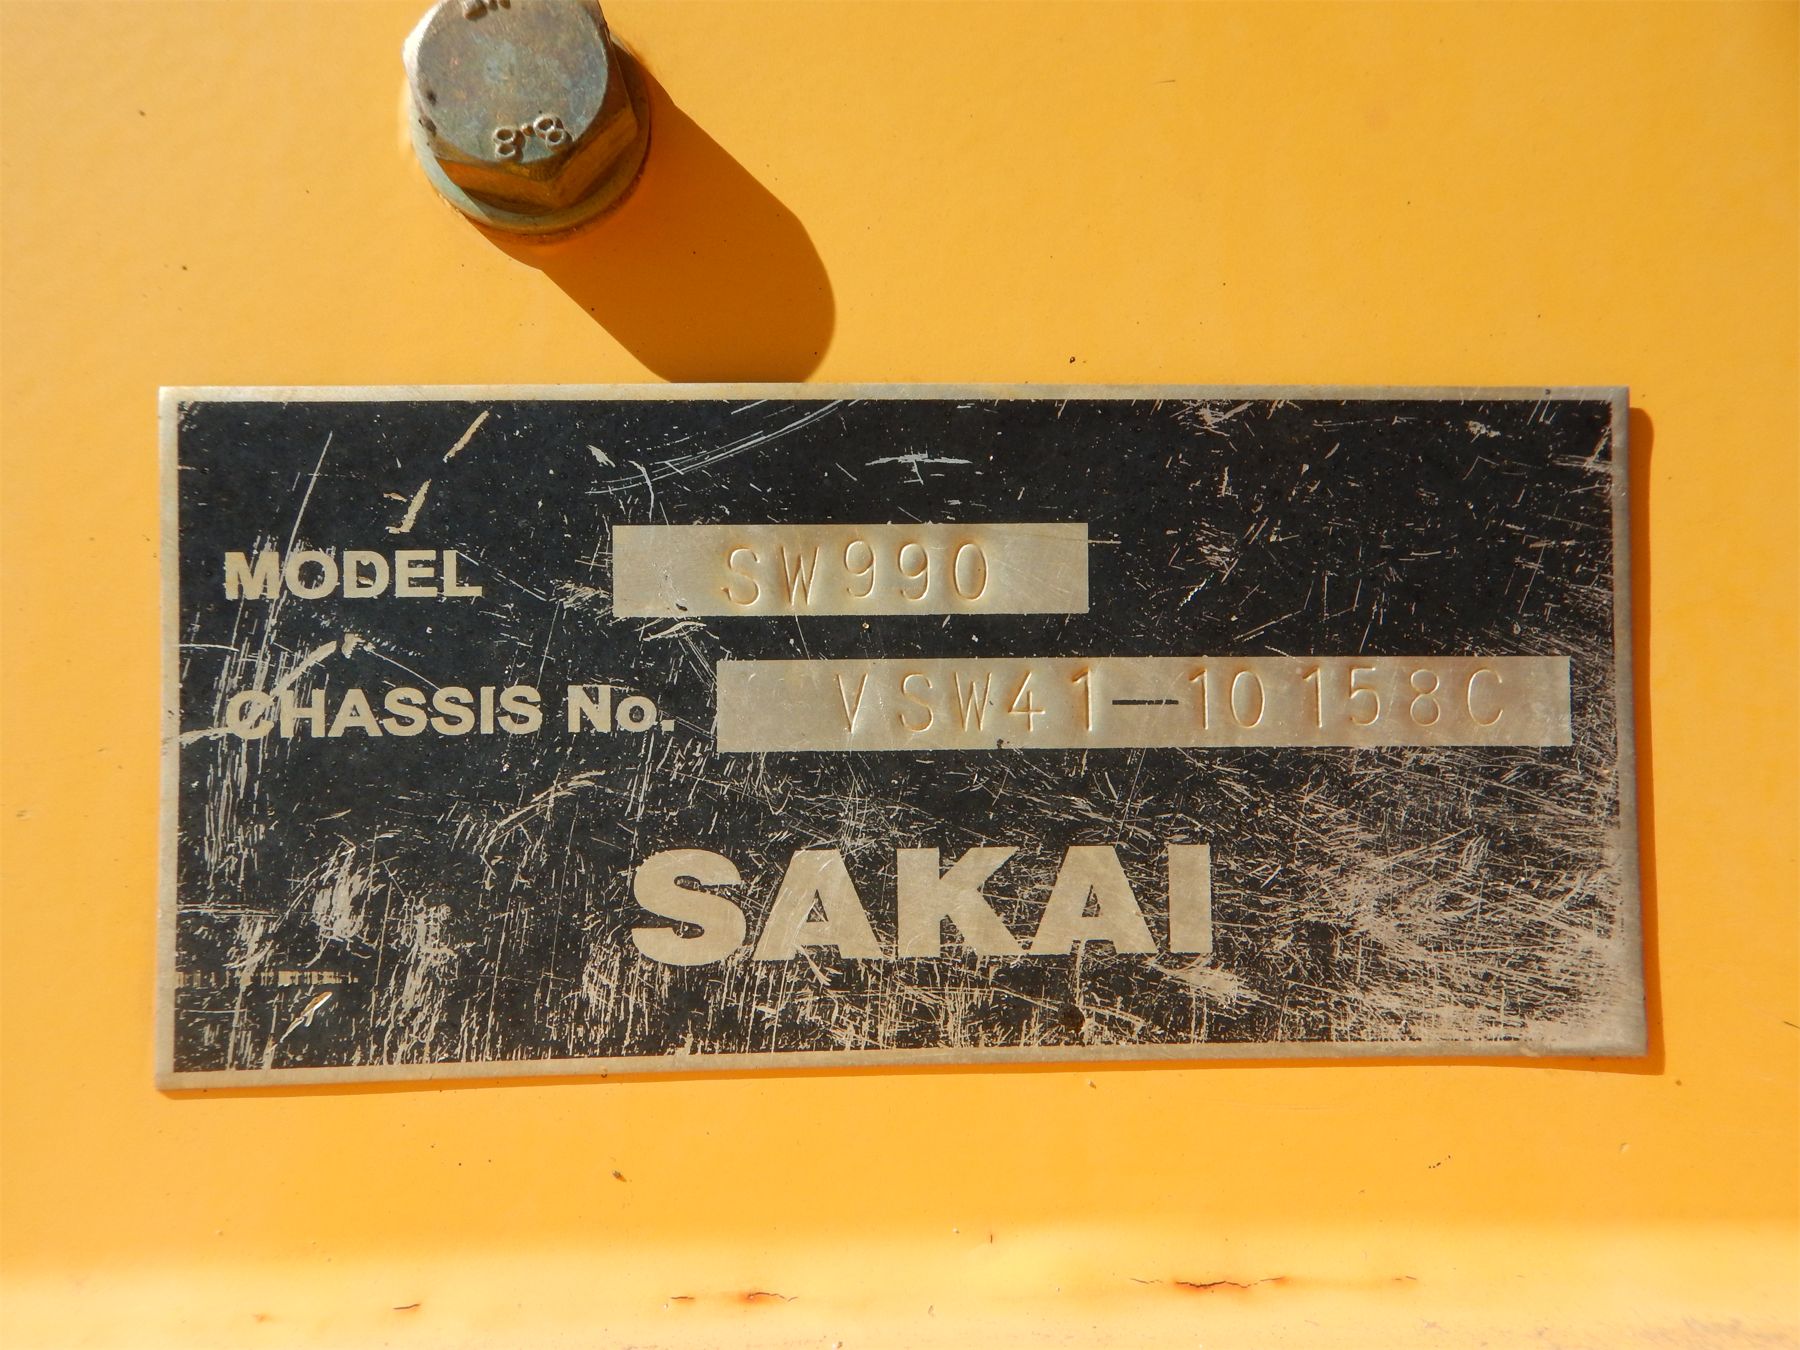 8.8
MODEL SW990
CHASSIS No. VSW41-10158C
SAKAI